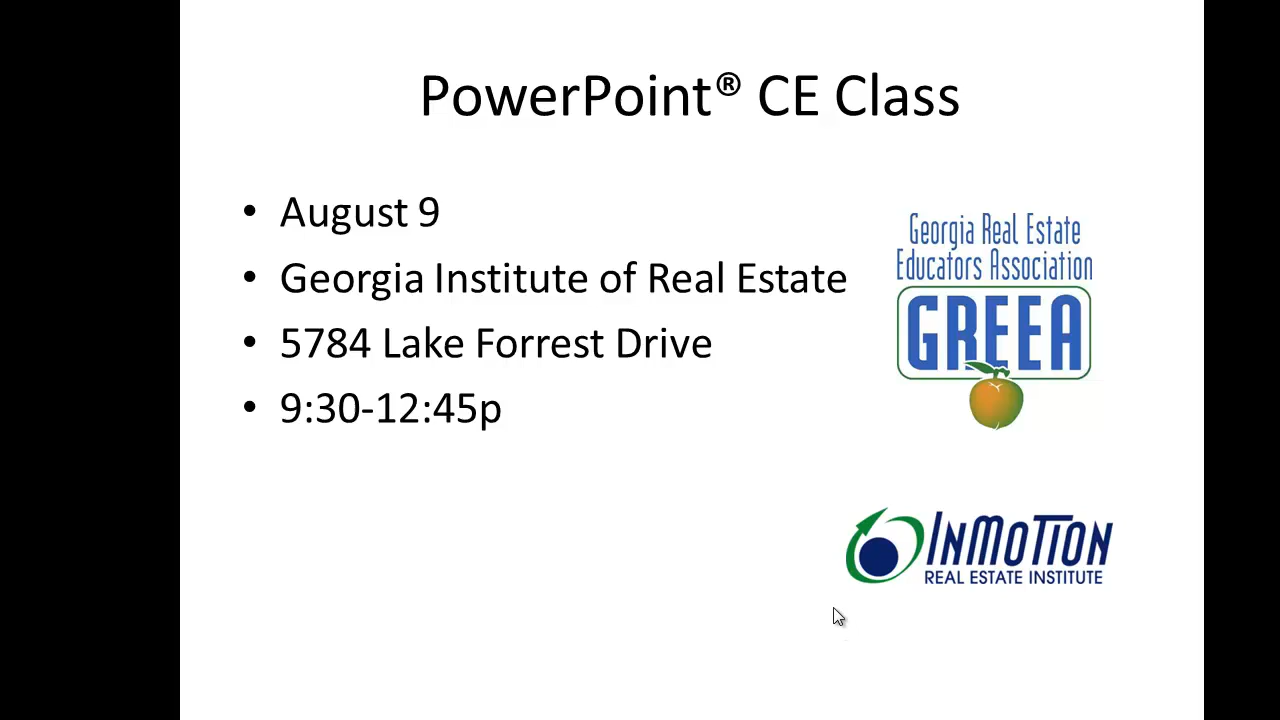 PowerPoint® CE Class
• August 9
• Georgia Institute of Real Estate
• 5784 Lake Forrest Drive
• 9:30-12:45p
Georgia Real Estate
Educators Association
GREEA
INMOTION
REAL ESTATE INSTITUTE